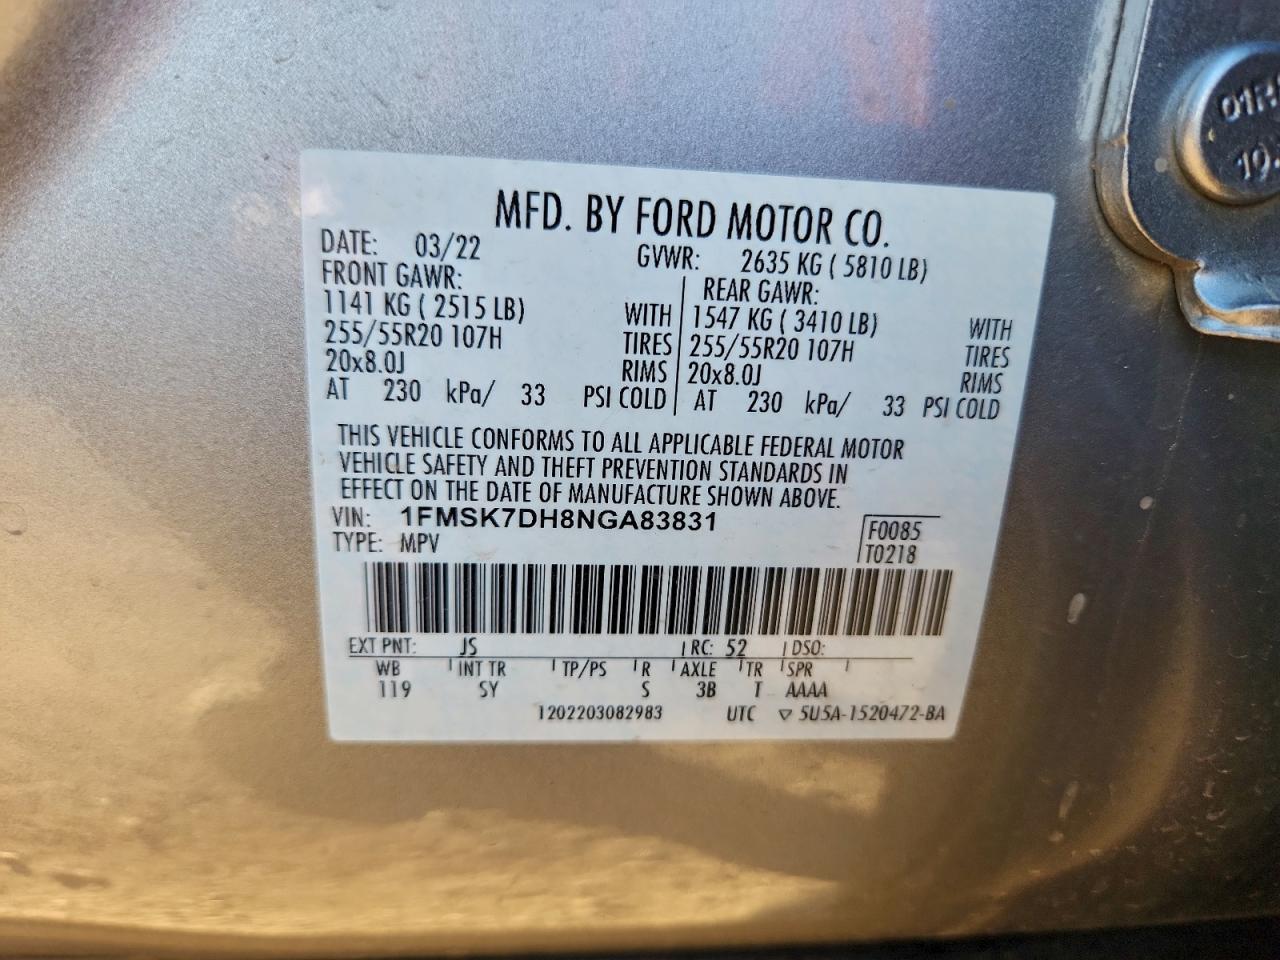 MFD. BY FORD MOTOR CO.
DATE: 03/22 GVWR: 2635 KG ( 5810 LB)
FRONT GAWR: REAR GAWR:
1141 KG ( 2515 LB) WITH 1547 KG ( 3410 LB) WITH
255/55R20 107H TIRES 255/55R20 107H TIRES
20x8.0J RIMS 20x8.0J RIMS
AT 230 kPa/ 33 PSI COLD AT 230 kPa/ 33 PSI COLD
THIS VEHICLE CONFORMS TO ALL APPLICABLE FEDERAL MOTOR
VEHICLE SAFETY AND THEFT PREVENTION STANDARDS IN
EFFECT ON THE DATE OF MANUFACTURE SHOWN ABOVE.
VIN: 1FMSK7DH8NGA83831 F0085
TYPE: MPV T0218
EXT PNT: JS RC: 52 DSO:
WB INT TR TP/PS R AXLE TR SPR
119 SY S 3B T AAAA
1202203082983 UTC ▽ 5U5A-1520472-BA